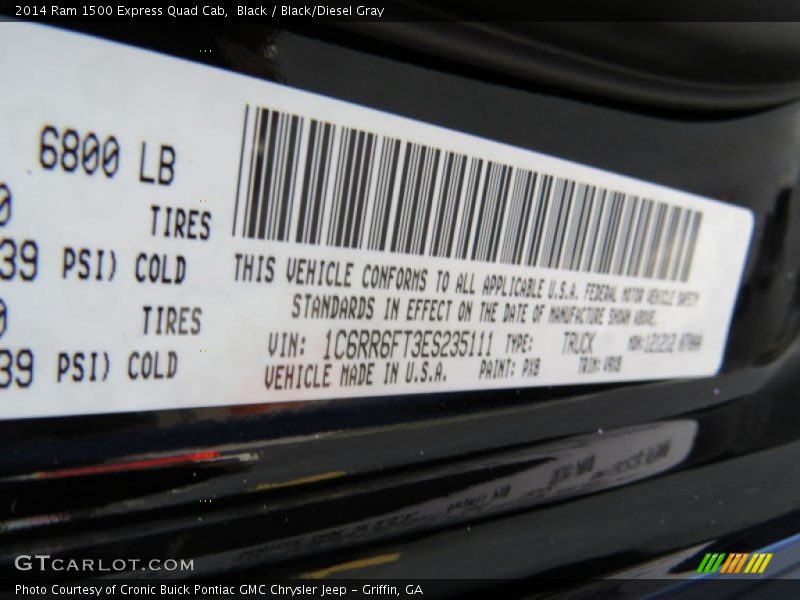 2014 Ram 1500 Express Quad Cab, Black / Black/Diesel Gray
6800 LB
0 TIRES
39 PSI) COLD
0 TIRES
39 PSI) COLD
THIS VEHICLE CONFORMS TO ALL APPLICABLE U.S.A. FEDERAL MOTOR VEHICLE SAFETY
STANDARDS IN EFFECT ON THE DATE OF MANUFACTURE SHOWN ABOVE.
VIN: 1C6RR6FT3ES235111 TYPE: TRUCK
VEHICLE MADE IN U.S.A. PAINT: PX8 TRIM:
GTCARLOT.COM
Photo Courtesy of Cronic Buick Pontiac GMC Chrysler Jeep - Griffin, GA